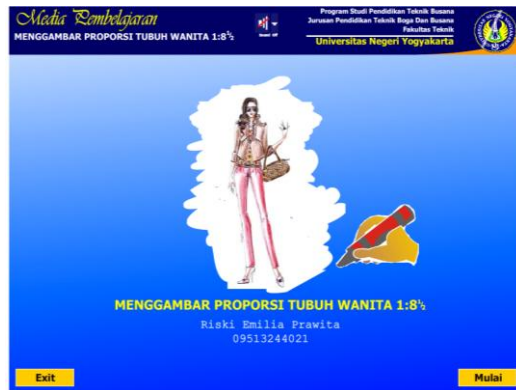 Media Pembelajaran
MENGGAMBAR PROPORSI TUBUH WANITA 1:8½
Program Studi Pendidikan Teknik Busana
Jurusan Pendidikan Teknik Boga Dan Busana
Fakultas Teknik
Universitas Negeri Yogyakarta
MENGGAMBAR PROPORSI TUBUH WANITA 1:8½
Riski Emilia Prawita
09513244021
Exit
Mulai